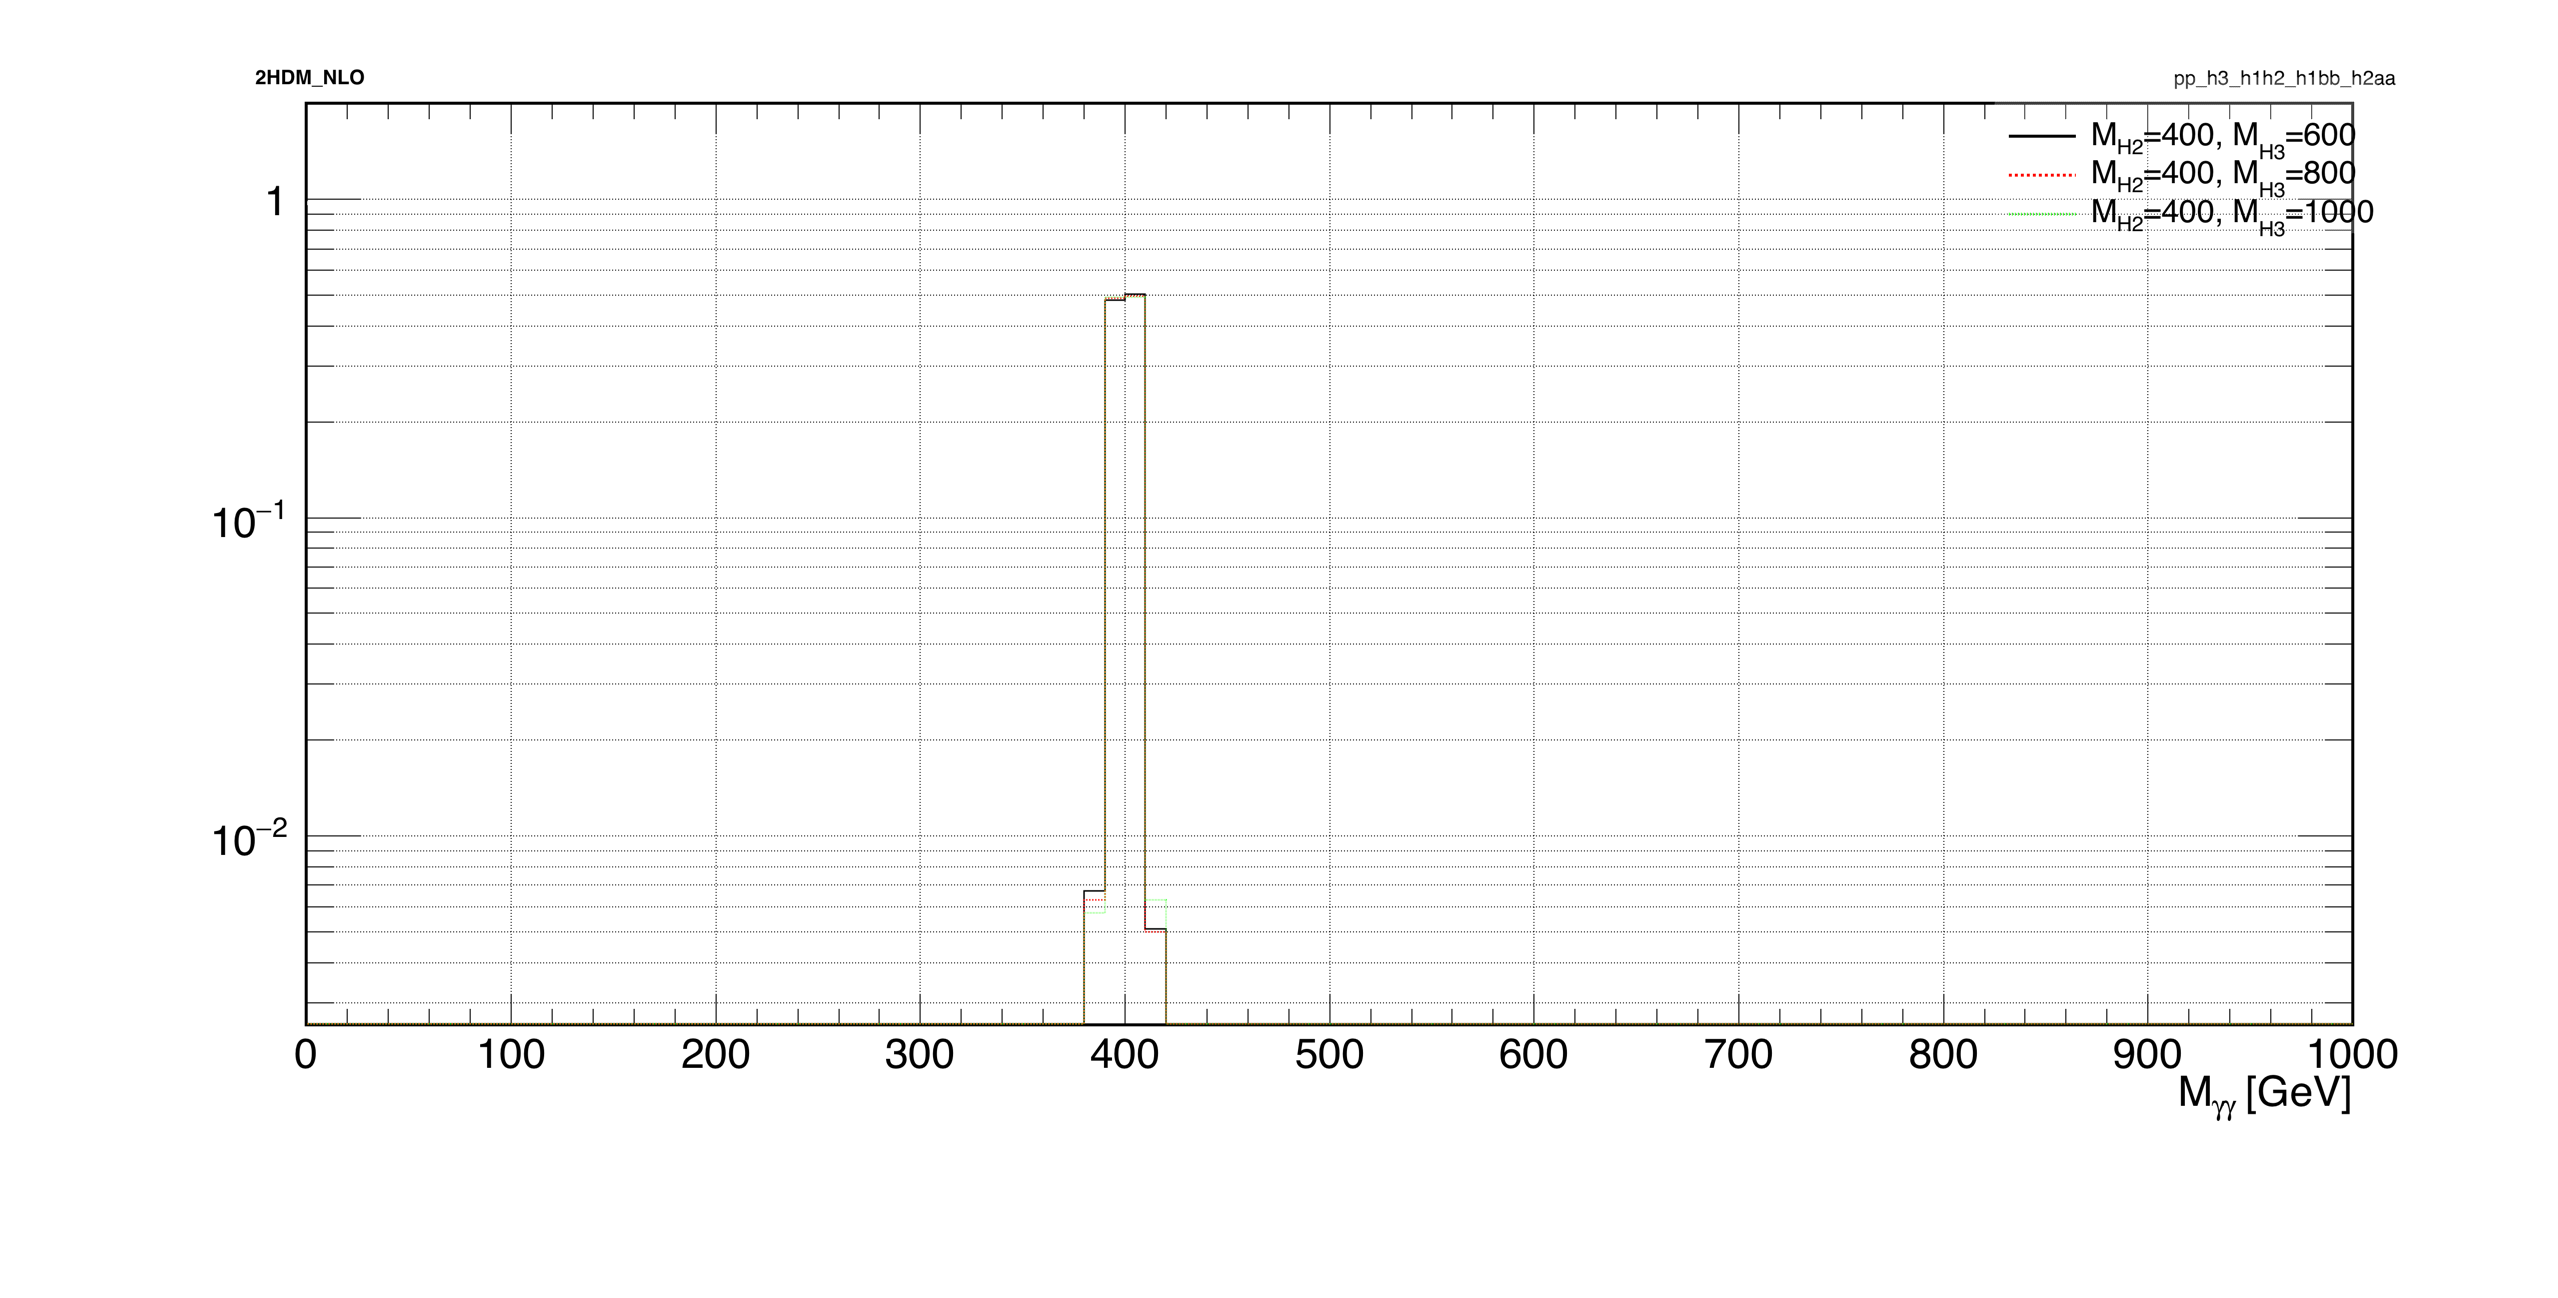 2HDM_NLO
pp_h3_h1h2_h1bb_h2aa
M_H2=400, M_H3=600
M_H2=400, M_H3=800
M_H2=400, M_H3=1000
1
10^−1
10^−2
0 100 200 300 400 500 600 700 800 900 1000
M_γγ [GeV]